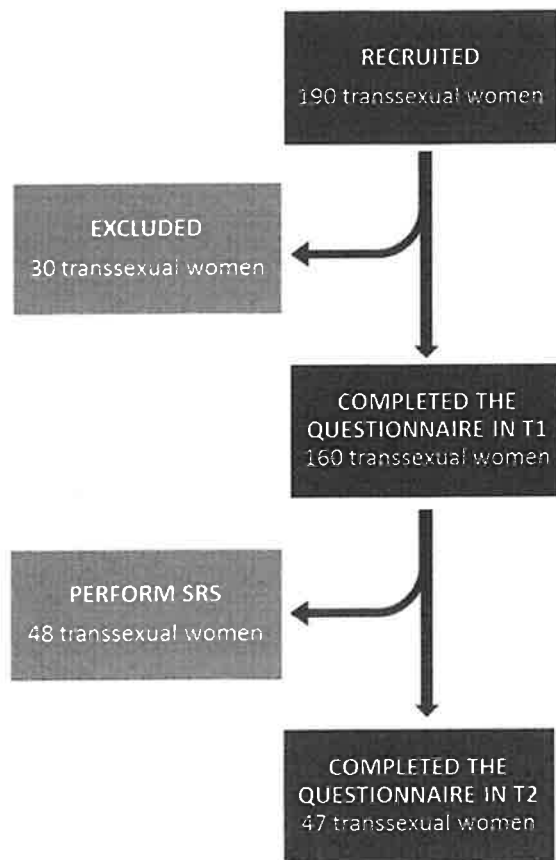 RECRUITED
190 transsexual women
EXCLUDED
30 transsexual women
COMPLETED THE
QUESTIONNAIRE IN T1
160 transsexual women
PERFORM SRS
48 transsexual women
COMPLETED THE
QUESTIONNAIRE IN T2
47 transsexual women